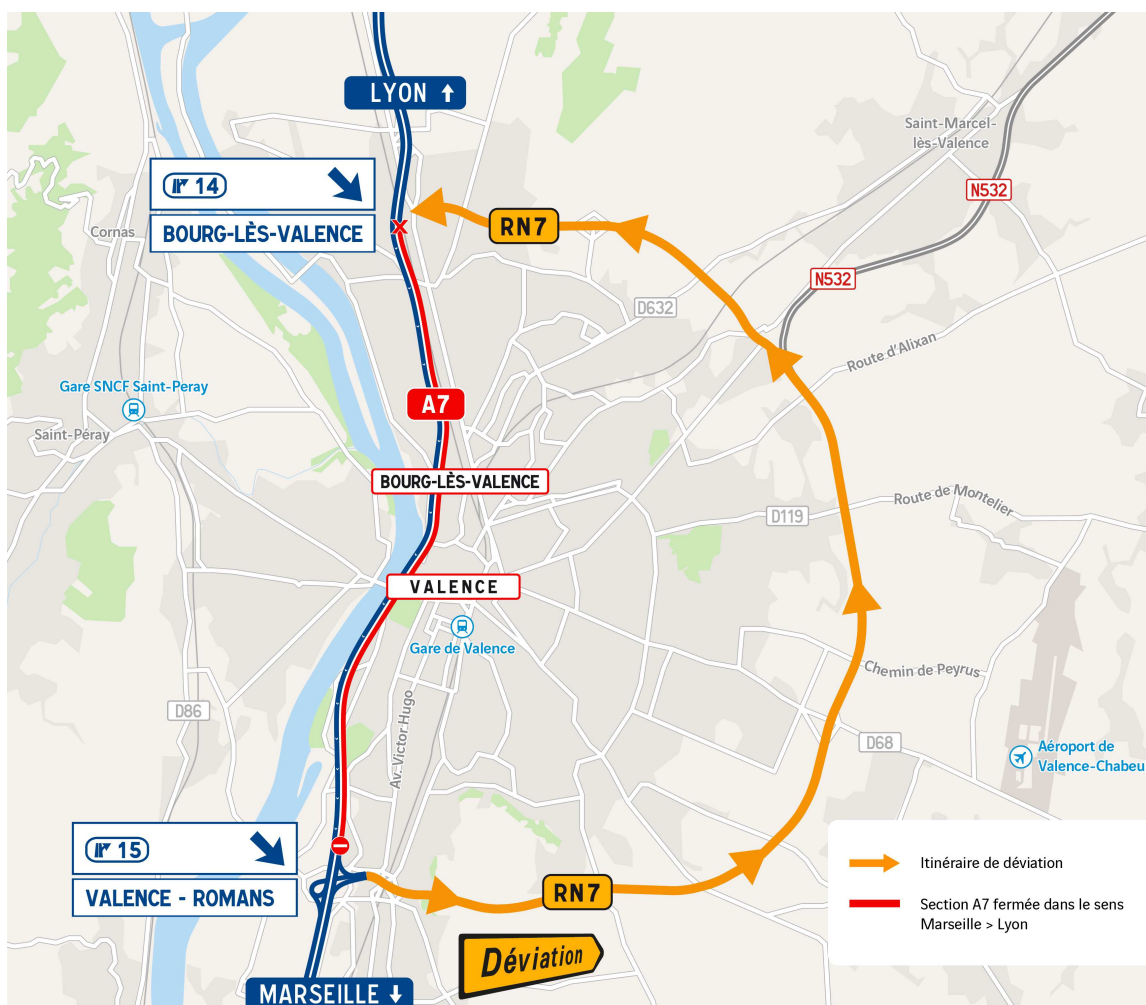 LYON ↑
Saint-Marcel-
lès-Valence
14
BOURG-LÈS-VALENCE
N532
Cornas
RN7
N532
D632
Route d'Alixan
Gare SNCF Saint-Peray
A7
Saint-Péray
BOURG-LÈS-VALENCE
Route de Montelier
D119
VALENCE
Gare de Valence
Chemin de Peyrus
Av. Victor Hugo
D86
D68
Aéroport de
Valence-Chabeu
15
VALENCE - ROMANS
RN7
Itinéraire de déviation
Section A7 fermée dans le sens
Marseille > Lyon
Déviation
MARSEILLE ↓